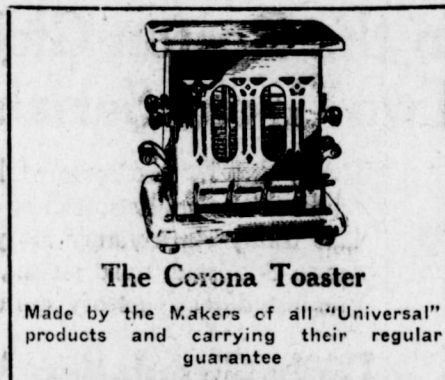 The Corona Toaster
Made by the Makers of all "Universal"
products and carrying their regular
guarantee